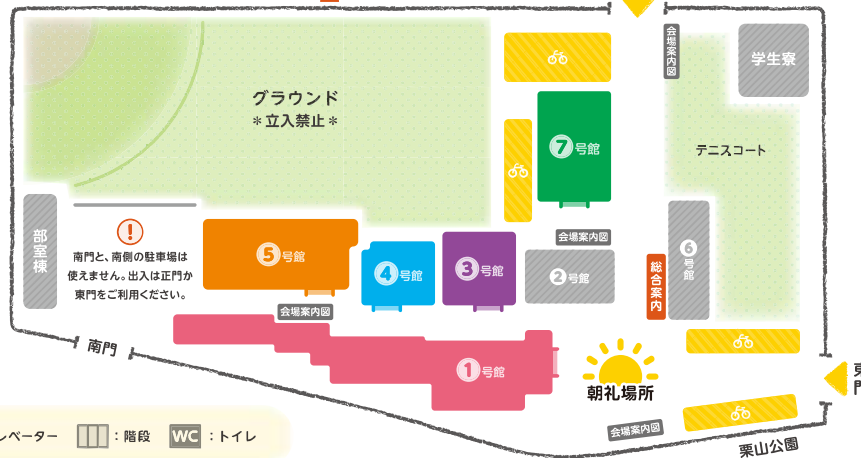 会場案内図
学生寮
グラウンド
＊立入禁止＊
7号館
テニスコート
部室棟
!
南門と、南側の駐車場は
使えません。出入は正門か
東門をご利用ください。
5号館
4号館
3号館
会場案内図
2号館
6号館
総合案内
会場案内図
南門
1号館
朝礼場所
東門
会場案内図
栗山公園
レベーター
：階段
WC：トイレ